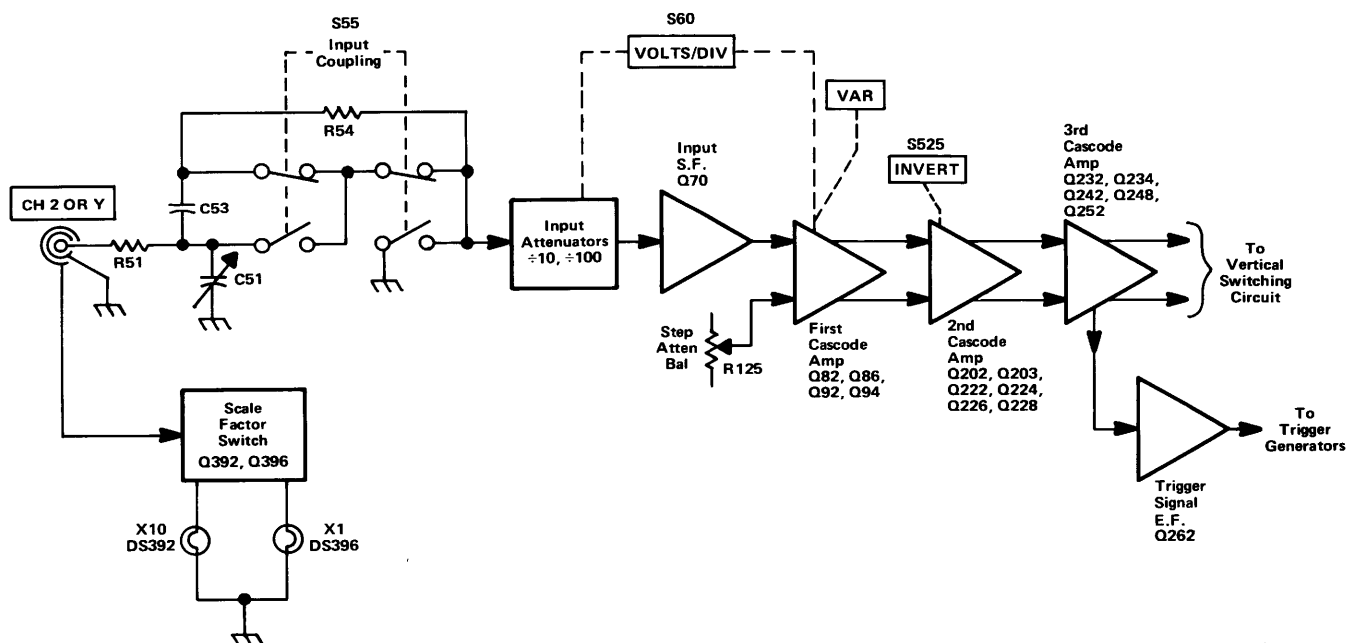 S55
Input
Coupling
S60
VOLTS/DIV
VAR
S525
INVERT
R54
3rd
Cascade
Amp
Q232, Q234,
Q242, Q248,
Q252
Input
S.F.
Q70
CH 2 OR Y
C53
R51
C51
Input
Attenuators
÷10, ÷100
To
Vertical
Switching
Circuit
Step
Atten
Bal
R125
First
Cascode
Amp
Q82, Q86,
Q92, Q94
2nd
Cascode
Amp
Q202, Q203,
Q222, Q224,
Q226, Q228
Scale
Factor
Switch
Q392, Q396
To
Trigger
Generators
Trigger
Signal
E.F.
Q262
X10
DS392
X1
DS396